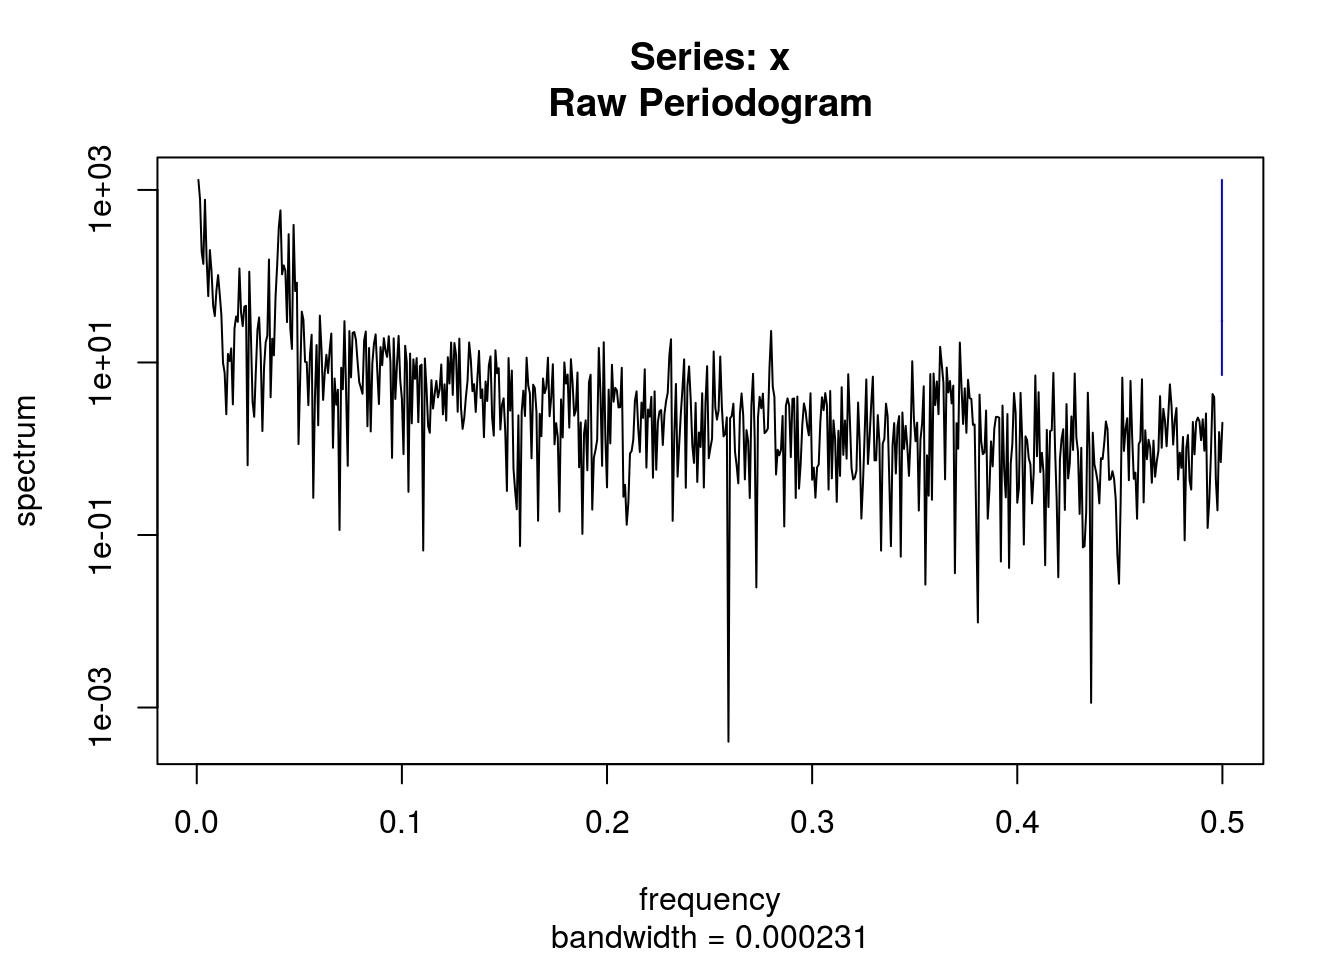 Series: x
Raw Periodogram
1e+03
1e+01
1e-01
1e-03
spectrum
0.0 0.1 0.2 0.3 0.4 0.5
frequency
bandwidth = 0.000231